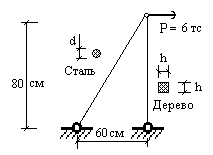 d
Сталь
P = 6 тс
h
h
Дерево
80 см
60 см